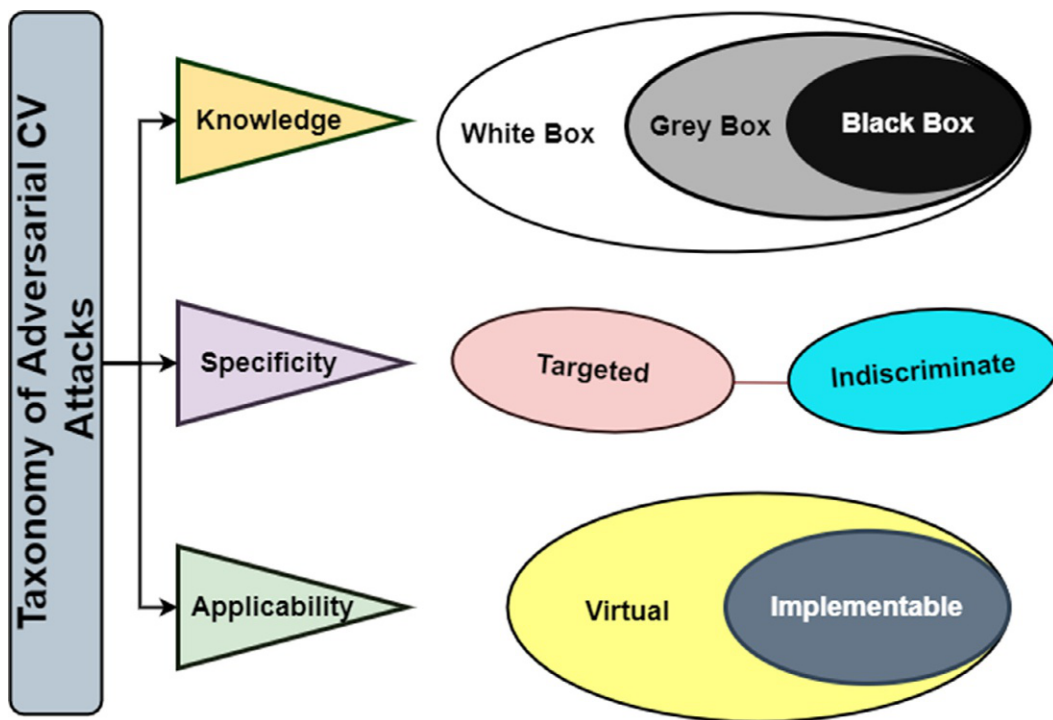 Taxonomy of Adversarial CV
Attacks
Knowledge
White Box
Grey Box
Black Box
Specificity
Targeted
Indiscriminate
Applicability
Virtual
Implementable